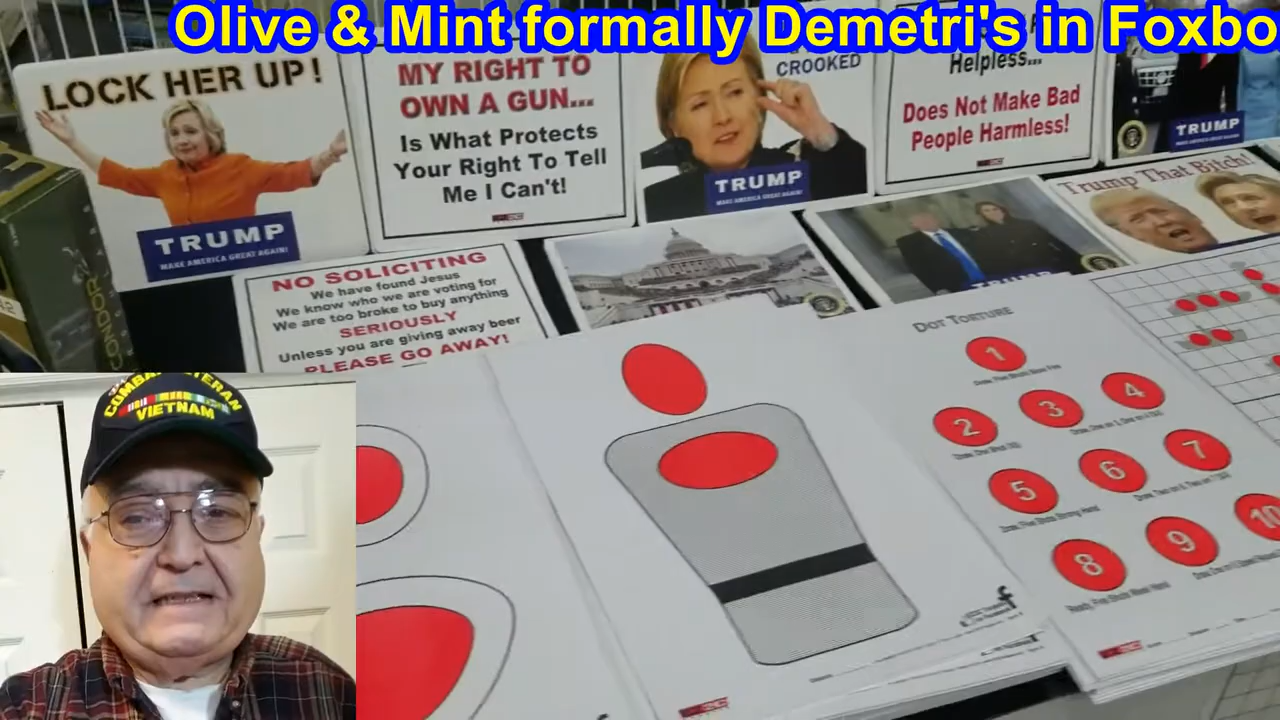 Olive & Mint formally Demetri's in Foxbo
LOCK HER UP!
TRUMP
MAKE AMERICA GREAT AGAIN!
MY RIGHT TO
OWN A GUN...
Is What Protects
Your Right To Tell
Me I Can't!
CROOKED
TRUMP
MAKE AMERICA GREAT AGAIN!
Helpless...
Does Not Make Bad
People Harmless!
TRUMP
Trump That Bitch!
NO SOLICITING
We have found Jesus
We know who we are voting for
We are too broke to buy anything
SERIOUSLY
Unless you are giving away beer
PLEASE GO AWAY!
CONDOR
DOT TORTURE
1
2
3
4
5
6
7
8
9
10
VIETNAM